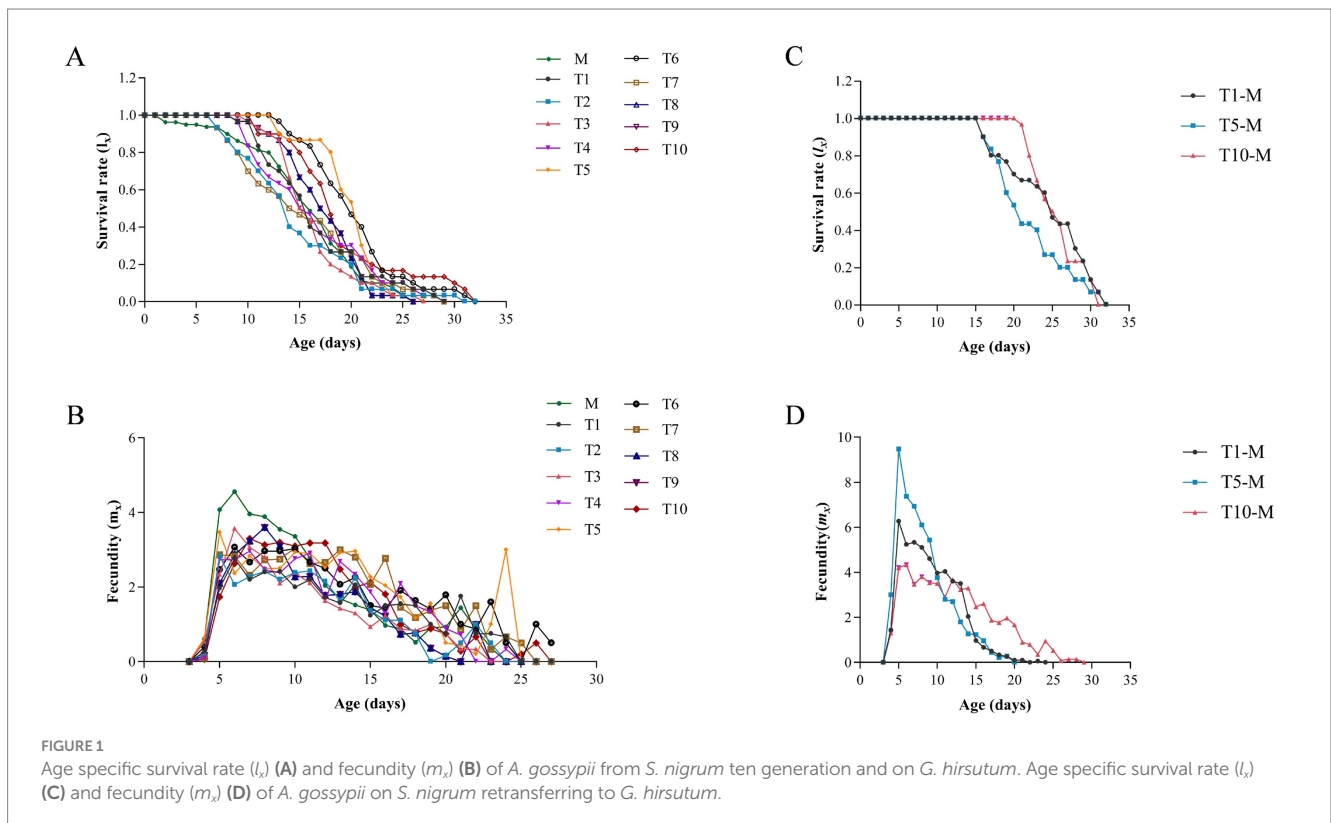 A
M
T1
T2
T3
T4
T5
T6
T7
T8
T9
T10
1.2
1.0
0.8
0.6
0.4
0.2
0.0
Survival rate (lx)
0 5 10 15 20 25 30 35
Age (days)
C
T1-M
T5-M
T10-M
1.2
1.0
0.8
0.6
0.4
0.2
0.0
Survival rate (lx)
0 5 10 15 20 25 30 35
Age (days)
B
M
T1
T2
T3
T4
T5
T6
T7
T8
T9
T10
6
4
2
0
Fecundity (mx)
0 5 10 15 20 25 30
Age (days)
D
T1-M
T5-M
T10-M
10
8
6
4
2
0
Fecundity(mx)
0 5 10 15 20 25 30 35
Age (days)
FIGURE 1
Age specific survival rate (lx) (A) and fecundity (mx) (B) of A. gossypii from S. nigrum ten generation and on G. hirsutum. Age specific survival rate (lx)
(C) and fecundity (mx) (D) of A. gossypii on S. nigrum retransferring to G. hirsutum.